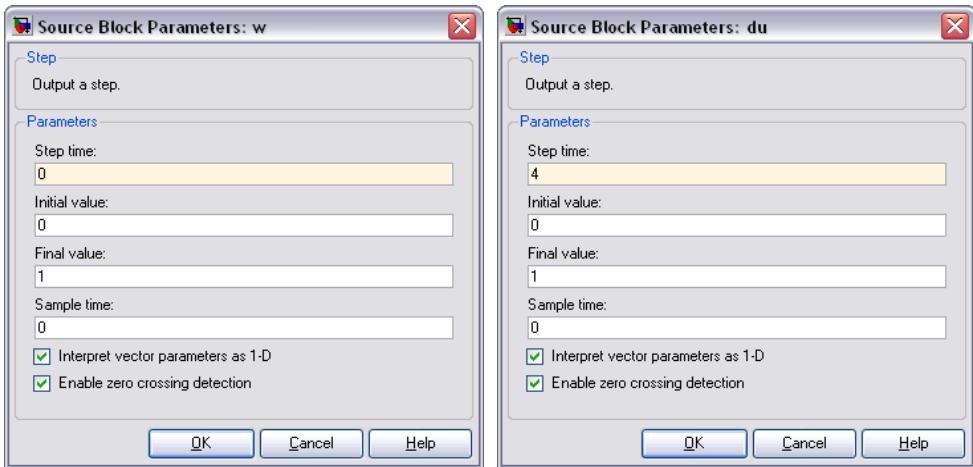 Source Block Parameters: w
Step
Output a step.
Parameters
Step time:
0
Initial value:
0
Final value:
1
Sample time:
0
Interpret vector parameters as 1-D
Enable zero crossing detection
OK Cancel Help
Source Block Parameters: du
Step
Output a step.
Parameters
Step time:
4
Initial value:
0
Final value:
1
Sample time:
0
Interpret vector parameters as 1-D
Enable zero crossing detection
OK Cancel Help